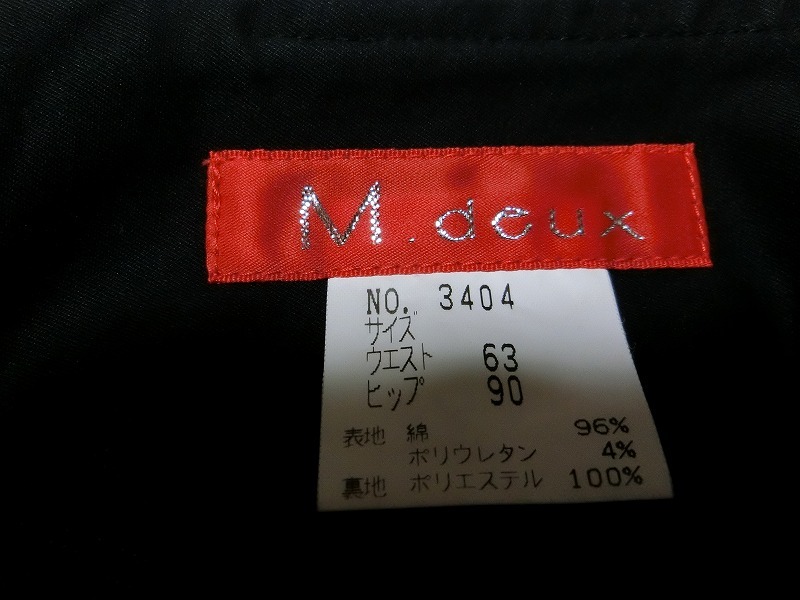 M.deux
NO. 3404
サイズ
ウエスト 63
ヒップ 90
表地 綿 96%
ポリウレタン 4%
裏地 ポリエステル 100%